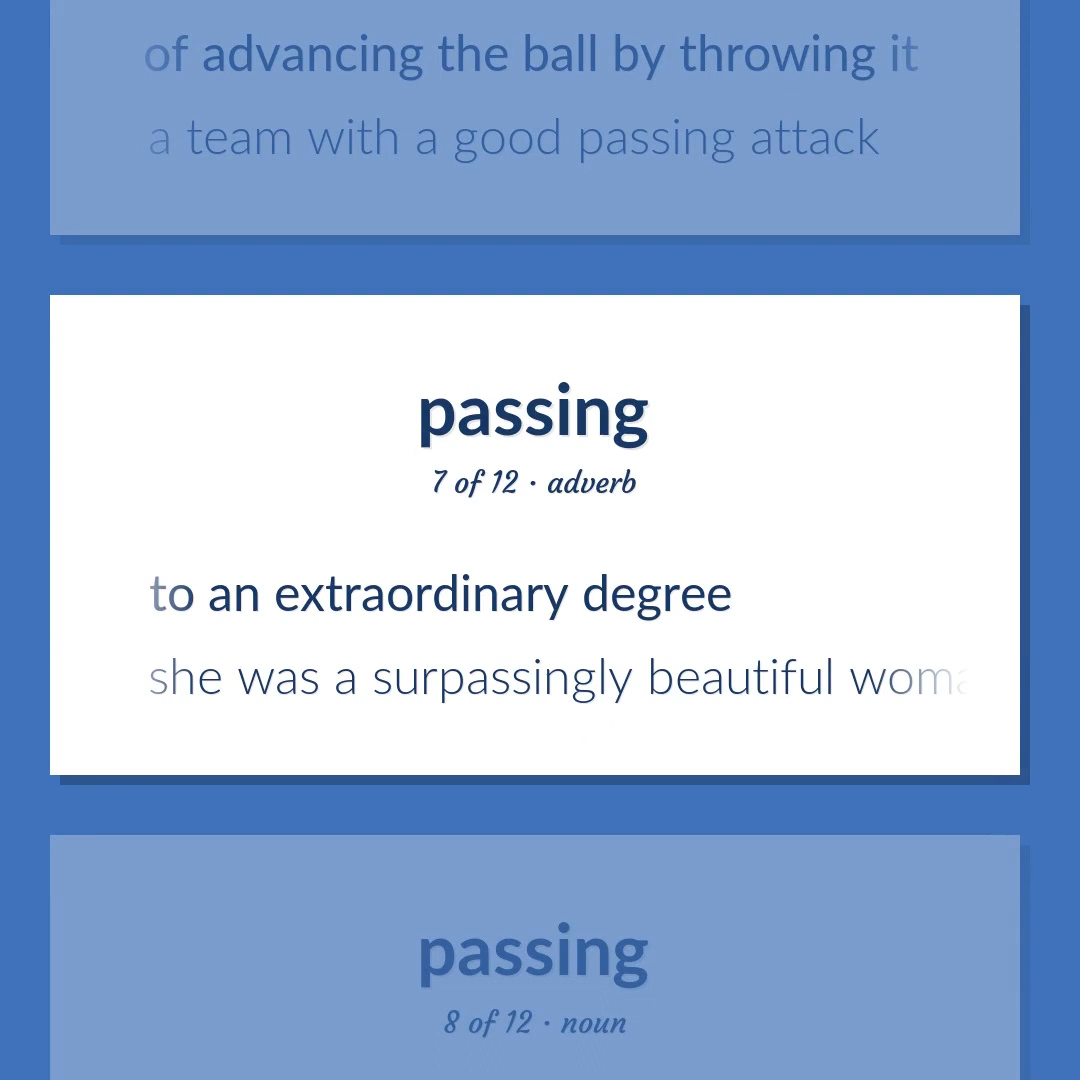 of advancing the ball by throwing it
a team with a good passing attack
passing
7 of 12 · adverb
to an extraordinary degree
she was a surpassingly beautiful
passing
8 of 12 · noun